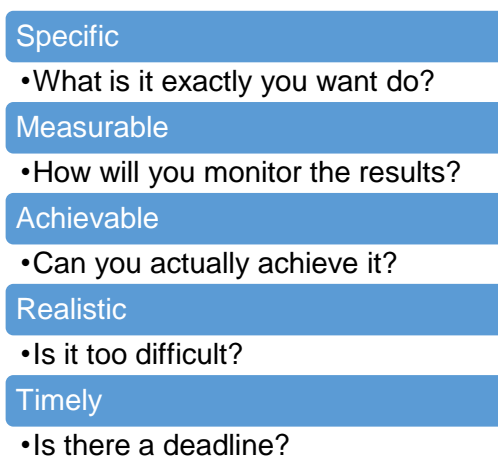 Specific
•What is it exactly you want do?
Measurable
•How will you monitor the results?
Achievable
•Can you actually achieve it?
Realistic
•Is it too difficult?
Timely
•Is there a deadline?